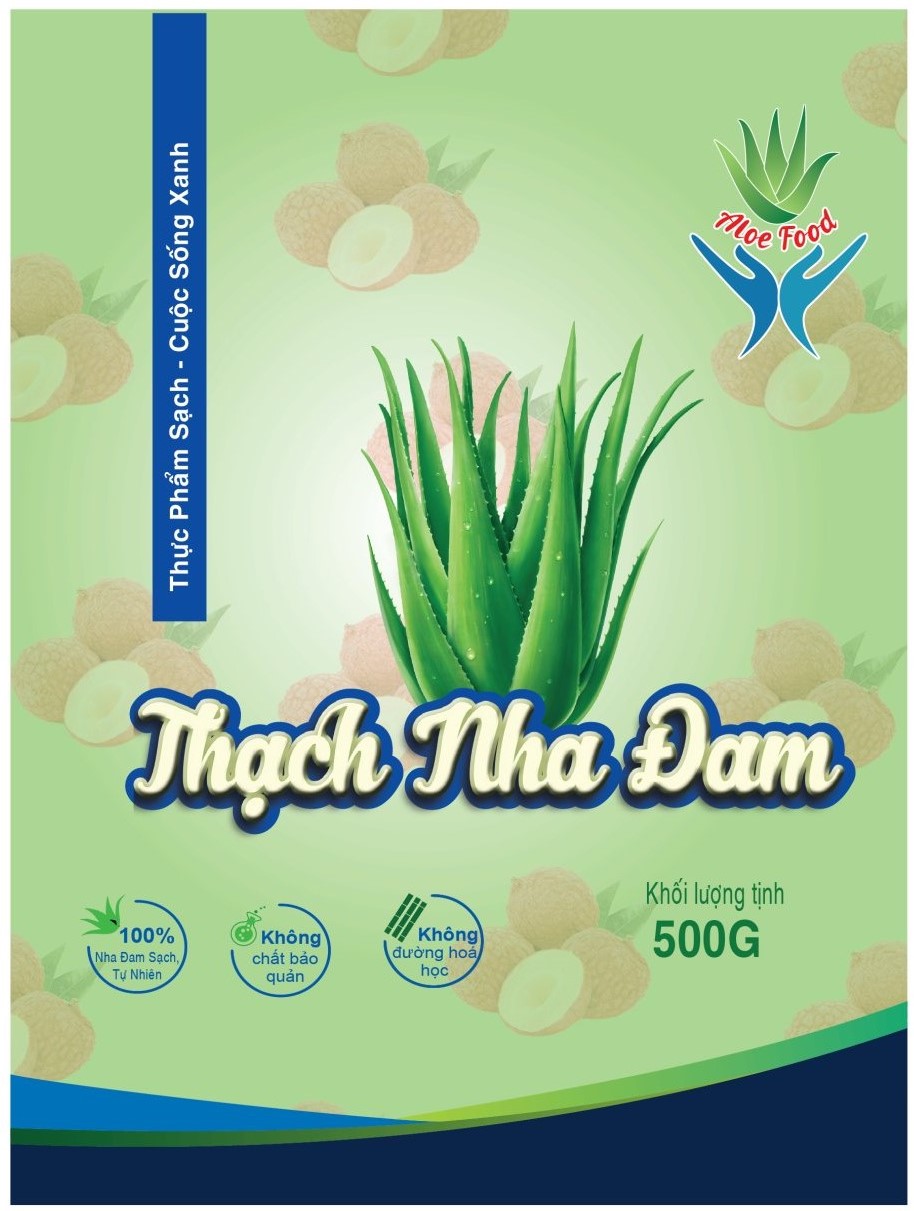 Thực Phẩm Sạch - Cuộc Sống Xanh
Aloe Food
Thạch Nha Đam
100%
Nha Đam Sạch,
Tự Nhiên
Không
chất bảo
quản
Không
đường hoá
học
Khối lượng tịnh
500G